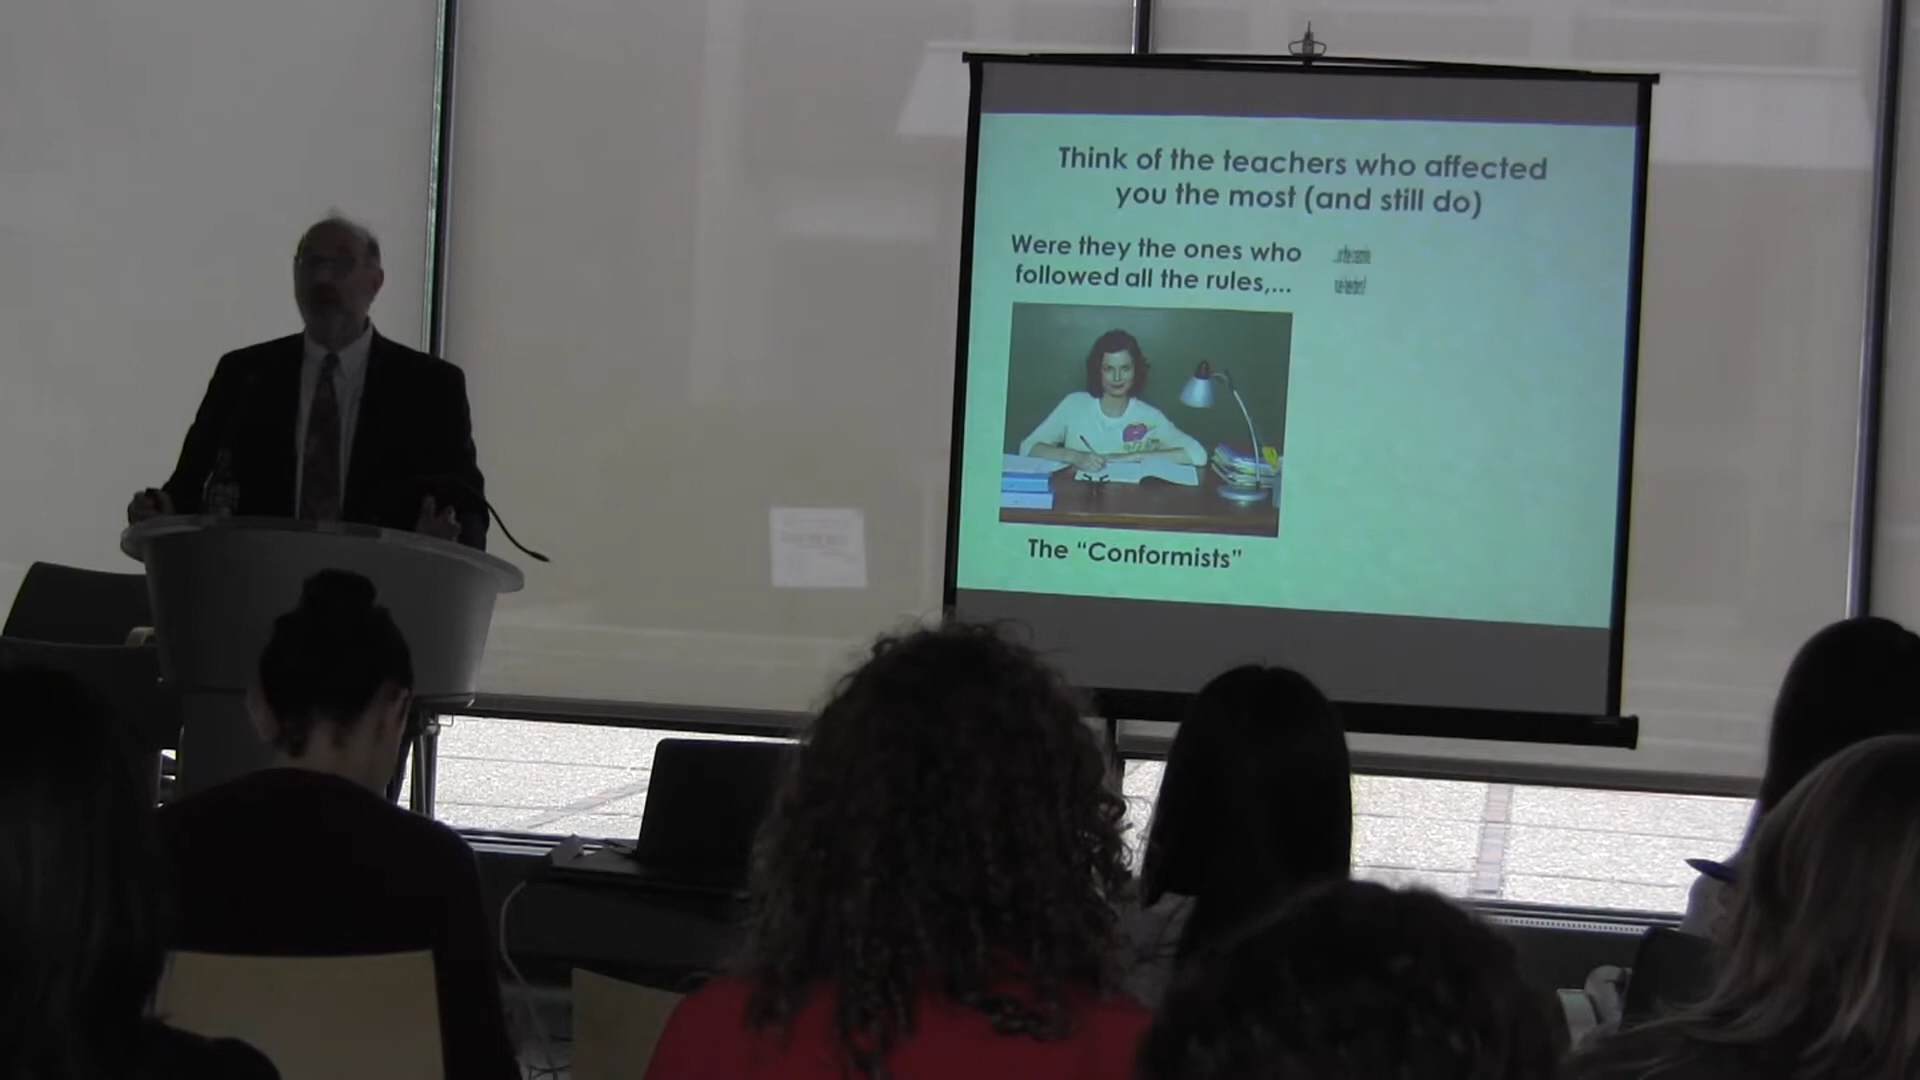 Think of the teachers who affected
you the most (and still do)
Were they the ones who
followed all the rules,...
The “Conformists”